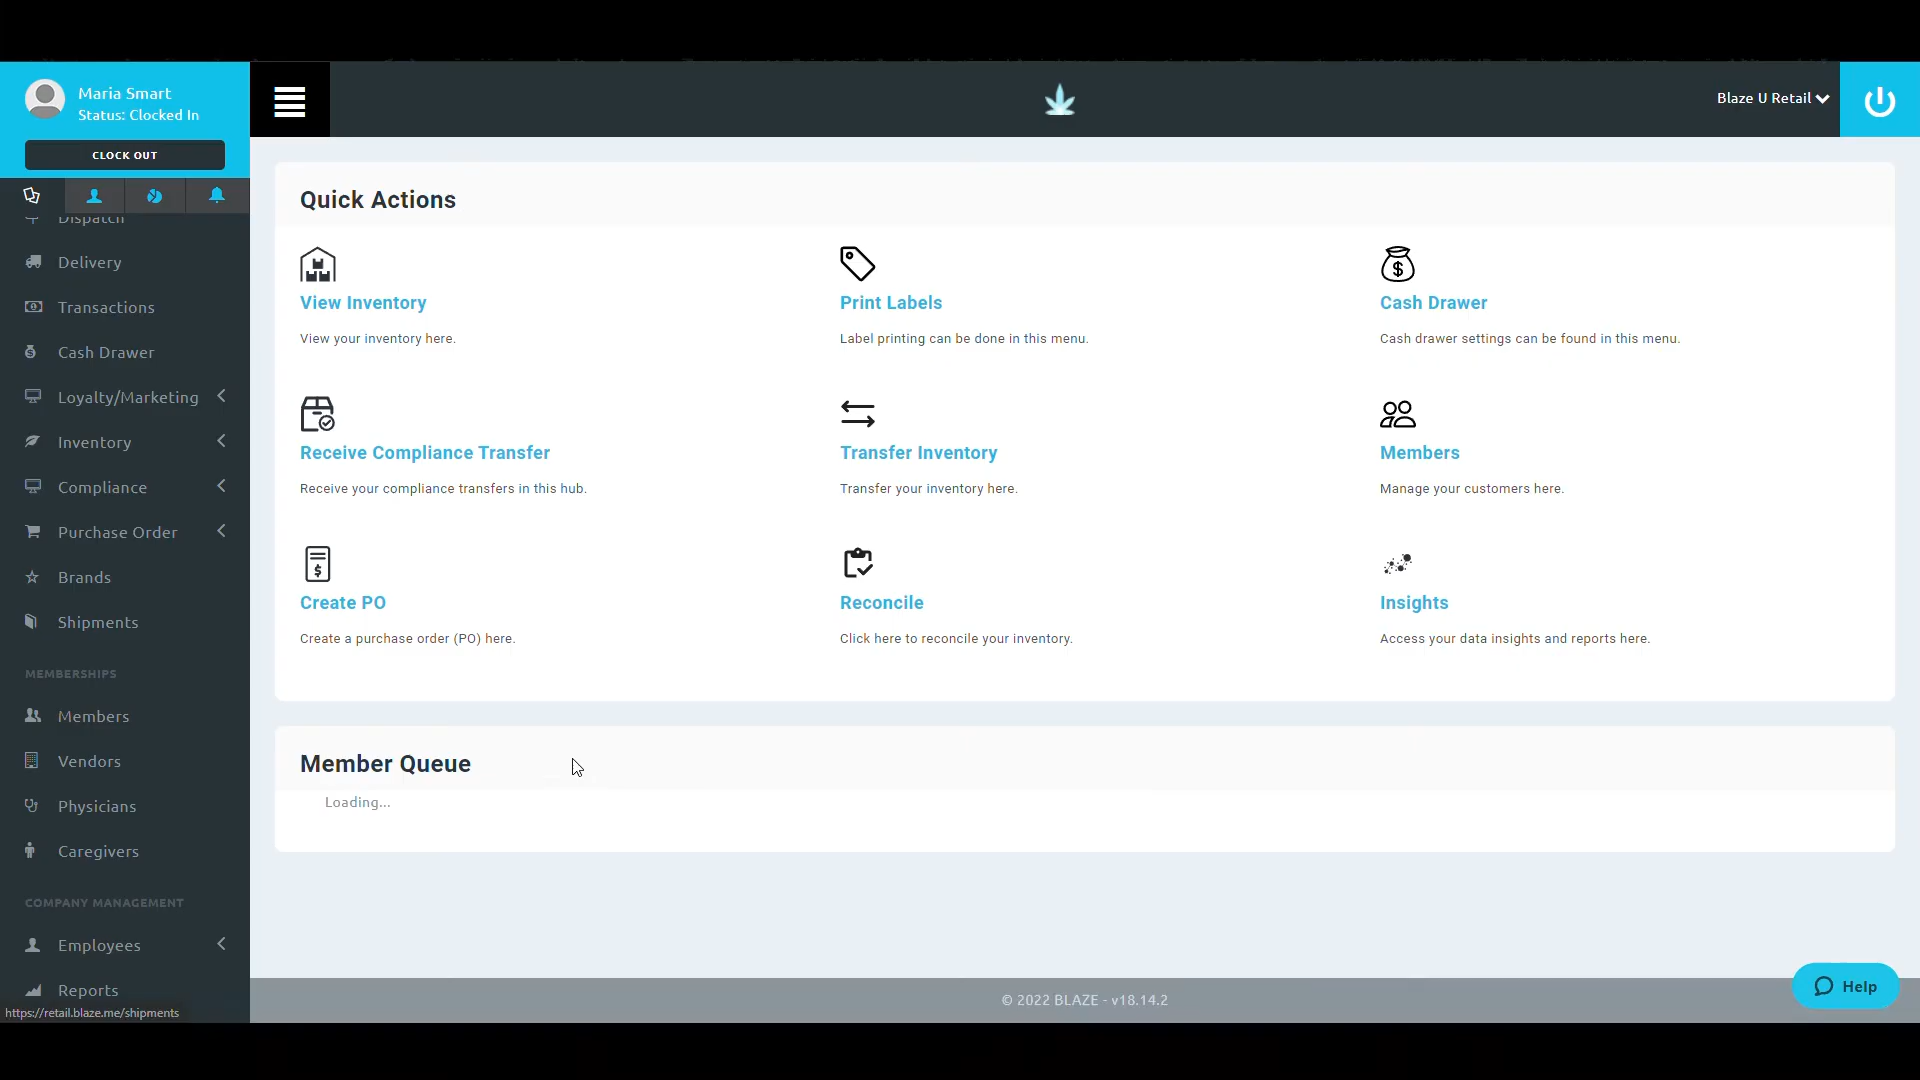 Maria Smart
Status: Clocked In
CLOCK OUT
Blaze U Retail
Dispatch
Delivery
Transactions
Cash Drawer
Loyalty/Marketing
Inventory
Compliance
Purchase Order
Brands
Shipments
MEMBERSHIPS
Members
Vendors
Physicians
Caregivers
COMPANY MANAGEMENT
Employees
Reports
https://retail.blaze.me/shipments
Quick Actions
View Inventory
View your inventory here.
Print Labels
Label printing can be done in this menu.
Cash Drawer
Cash drawer settings can be found in this menu.
Receive Compliance Transfer
Receive your compliance transfers in this hub.
Transfer Inventory
Transfer your inventory here.
Members
Manage your customers here.
Create PO
Create a purchase order (PO) here.
Reconcile
Click here to reconcile your inventory.
Insights
Access your data insights and reports here.
Member Queue
Loading...
© 2022 BLAZE - v18.14.2
Help